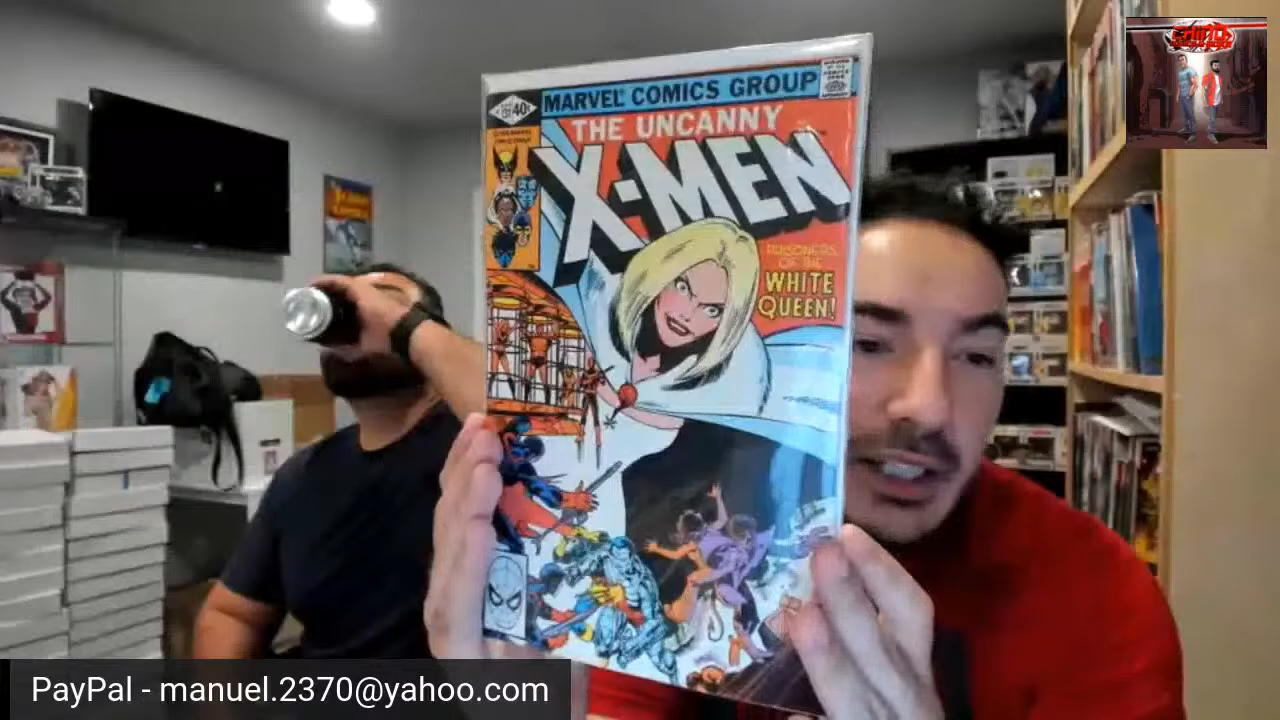 MARVEL COMICS GROUP
40¢
THE UNCANNY
X-MEN
PRISONERS
OF THE
WHITE
QUEEN!
PayPal - manuel.2370@yahoo.com